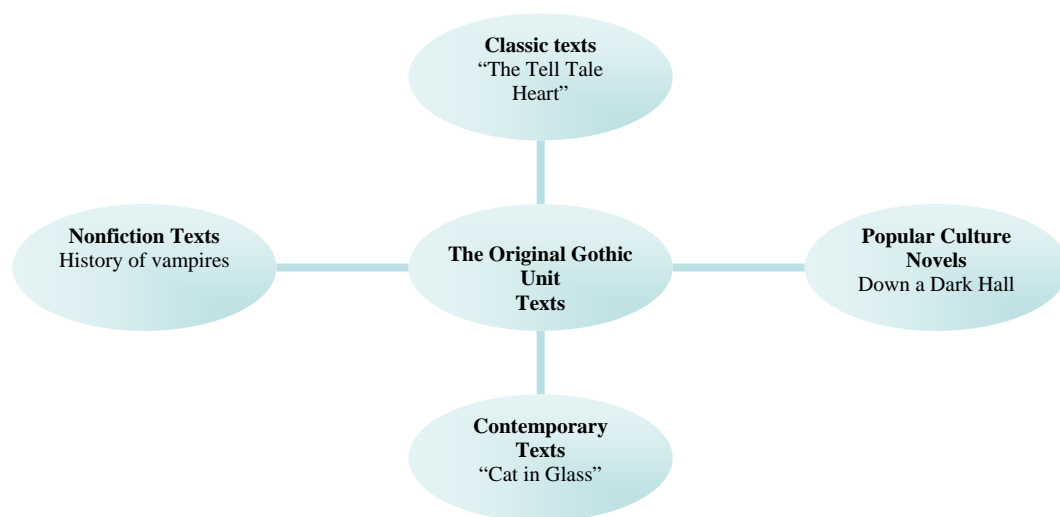 Classic texts
“The Tell Tale
Heart”
Nonfiction Texts
History of vampires
The Original Gothic
Unit
Texts
Popular Culture
Novels
Down a Dark Hall
Contemporary
Texts
“Cat in Glass”